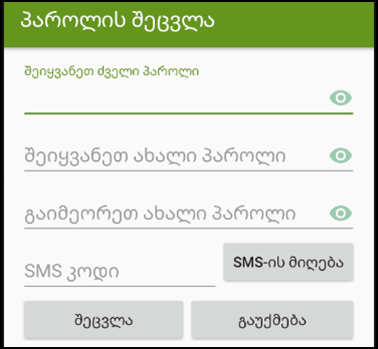 პაროლის შეცვლა
შეიყვანეთ ძველი პაროლი
შეიყვანეთ ახალი პაროლი
გაიმეორეთ ახალი პაროლი
SMS კოდი
SMS-ის მიღება
შეცვლა
გაუქმება